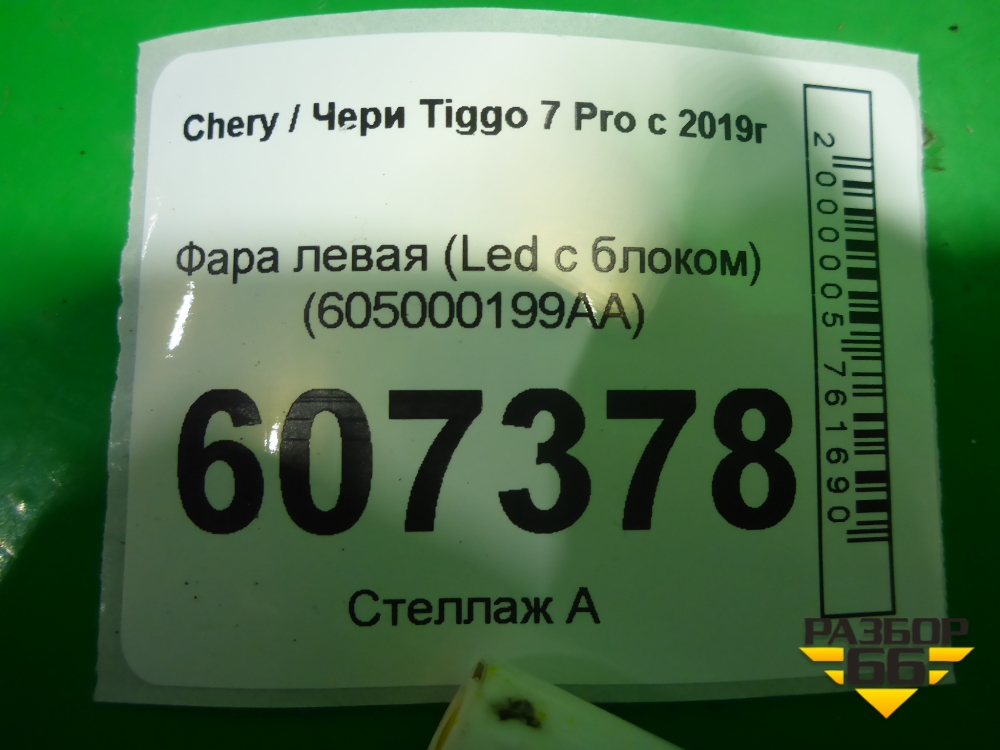 Chery / Чери Tiggo 7 Pro с 2019г
Фара левая (Led с блоком)
(605000199AA)
607378
Стеллаж А
2000005761690
РАЗБОР
66